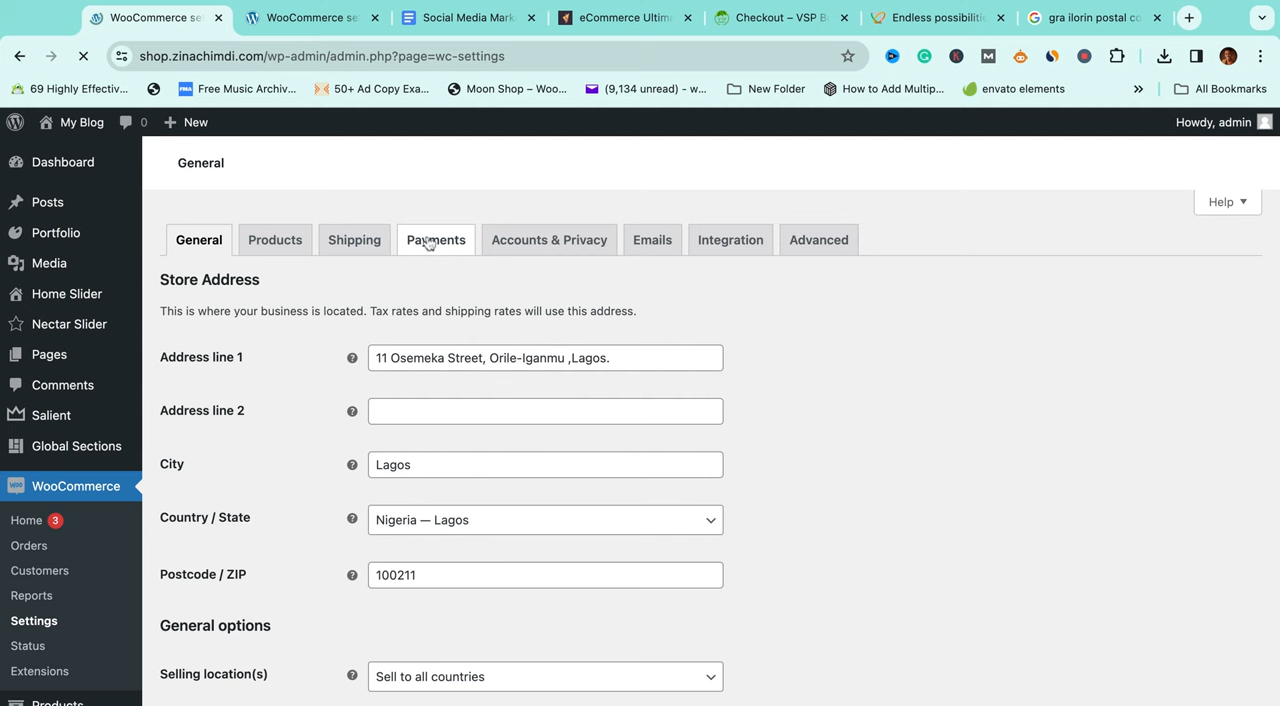 WooCommerce se
WooCommerce se
Social Media Mark
eCommerce Ultim
Checkout – VSP B
Endless possibiliti
gra ilorin postal co
shop.zinachimdi.com/wp-admin/admin.php?page=wc-settings
69 Highly Effectiv...
Free Music Archiv...
50+ Ad Copy Exa...
Moon Shop – Woo...
(9,134 unread) - w...
New Folder
How to Add Multip...
envato elements
»
All Bookmarks
My Blog
0
New
Howdy, admin
Dashboard
Posts
Portfolio
Media
Home Slider
Nectar Slider
Pages
Comments
Salient
Global Sections
WooCommerce
Home 3
Orders
Customers
Reports
Settings
Status
Extensions
Products
General
Help
General
Products
Shipping
Payments
Accounts & Privacy
Emails
Integration
Advanced
Store Address
This is where your business is located. Tax rates and shipping rates will use this address.
Address line 1
11 Osemeka Street, Orile-Iganmu ,Lagos.
Address line 2
City
Lagos
Country / State
Nigeria — Lagos
Postcode / ZIP
100211
General options
Selling location(s)
Sell to all countries